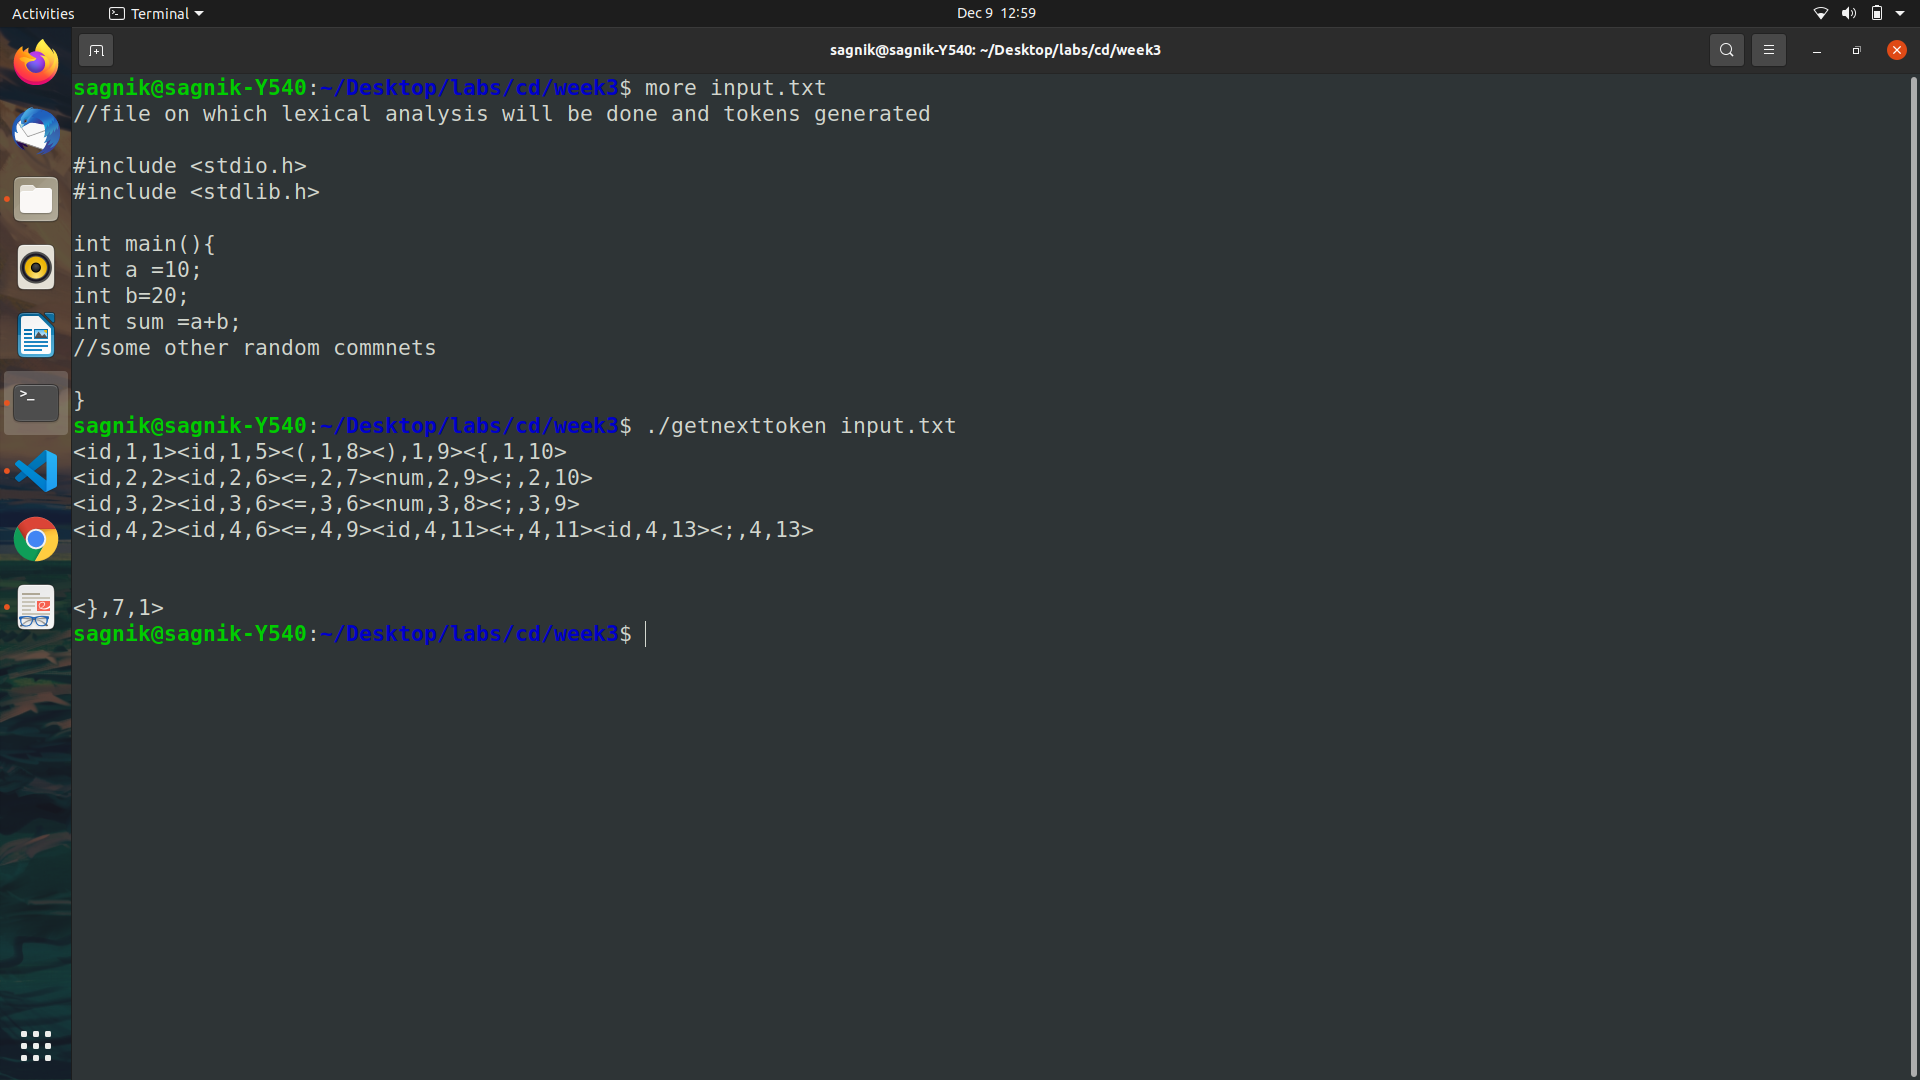 Activities Terminal Dec 9 12:59
sagnik@sagnik-Y540: ~/Desktop/labs/cd/week3
sagnik@sagnik-Y540:~/Desktop/labs/cd/week3$ more input.txt
//file on which lexical analysis will be done and tokens generated
#include <stdio.h>
#include <stdlib.h>
int main(){
int a =10;
int b=20;
int sum =a+b;
//some other random commnets
}
sagnik@sagnik-Y540:~/Desktop/labs/cd/week3$ ./getnexttoken input.txt
<id,1,1><id,1,5><(,1,8><),1,9><{,1,10>
<id,2,2><id,2,6><=,2,7><num,2,9><;,2,10>
<id,3,2><id,3,6><=,3,6><num,3,8><;,3,9>
<id,4,2><id,4,6><=,4,9><id,4,11><+,4,11><id,4,13><;,4,13>
<},7,1>
sagnik@sagnik-Y540:~/Desktop/labs/cd/week3$